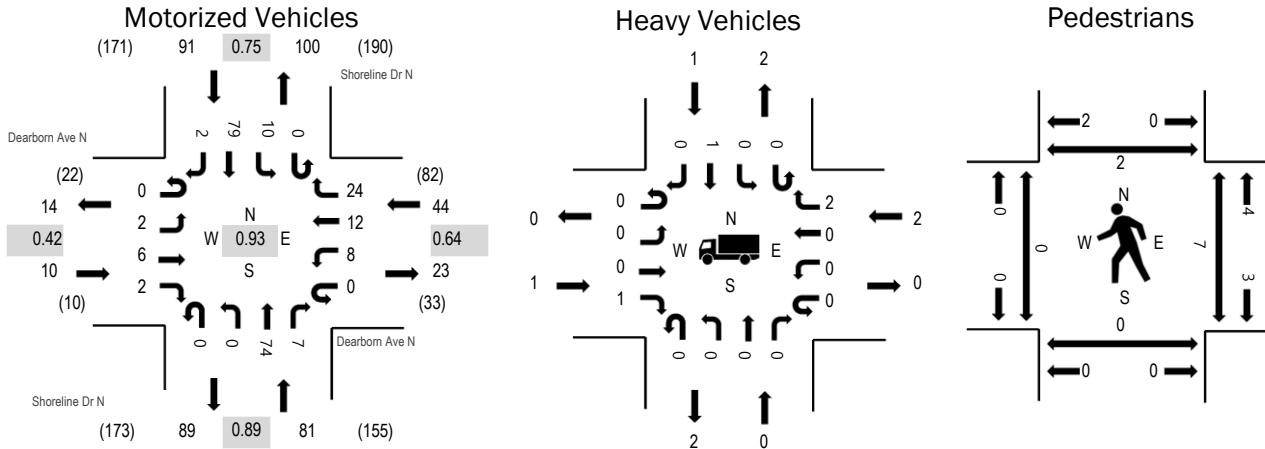 Motorized Vehicles
(171) 91 0.75 100 (190)
Shoreline Dr N
Dearborn Ave N
2 79 10 0
(22)
14
0.42
10
(10)
0
2
6
2
N
W 0.93 E
S
24
12
8
0
(82)
44
0.64
23
(33)
0 0 74 7
Dearborn Ave N
Shoreline Dr N
(173) 89 0.89 81 (155)
Heavy Vehicles
1 2
0 1 0 0
0
1
0
0
0
1
N
W E
S
2
0
0
0
2
0
0 0 0 0
2 0
Pedestrians
2 0
2
0
0
0
N
W E
S
7
4
3
0
0 0